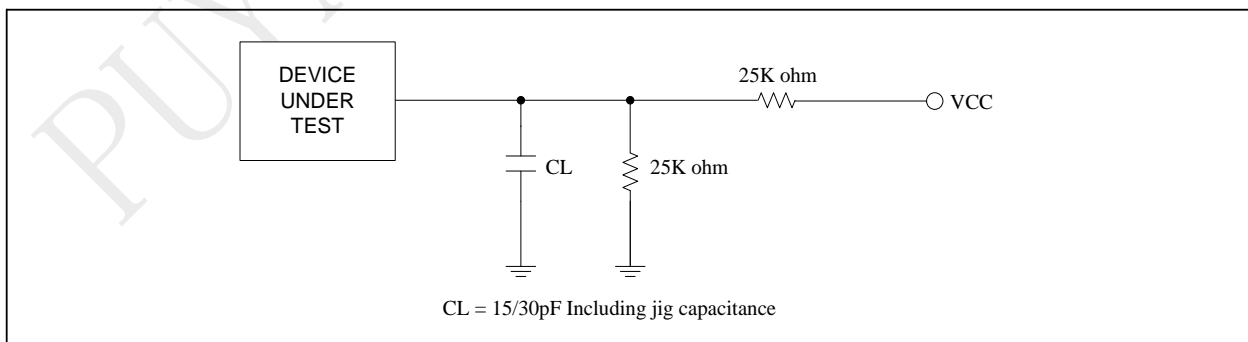 DEVICE
UNDER
TEST
25K ohm
VCC
CL
25K ohm
CL = 15/30pF Including jig capacitance